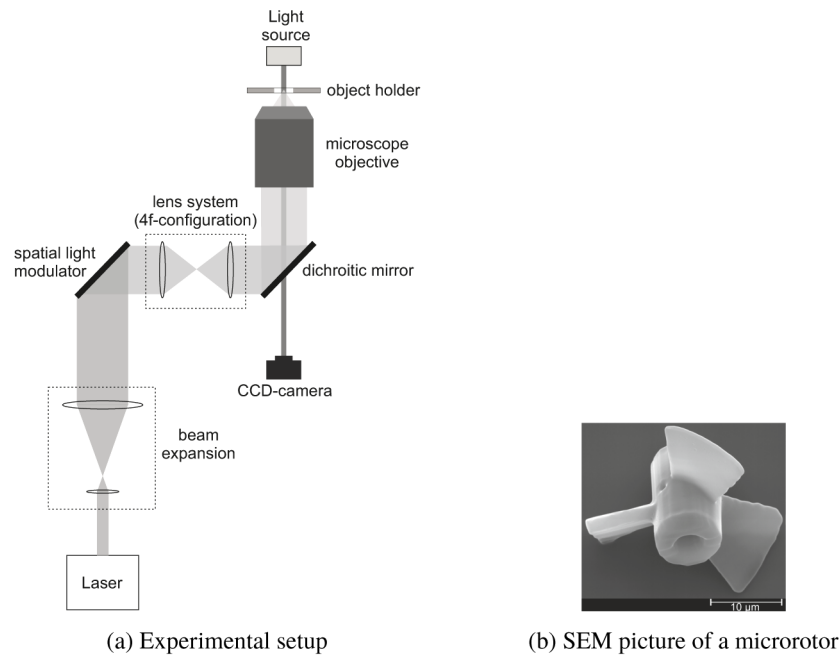 Light
source
object holder
microscope
objective
lens system
(4f-configuration)
spatial light
modulator
dichroitic mirror
CCD-camera
beam
expansion
Laser
10 µm
(a) Experimental setup
(b) SEM picture of a microrotor